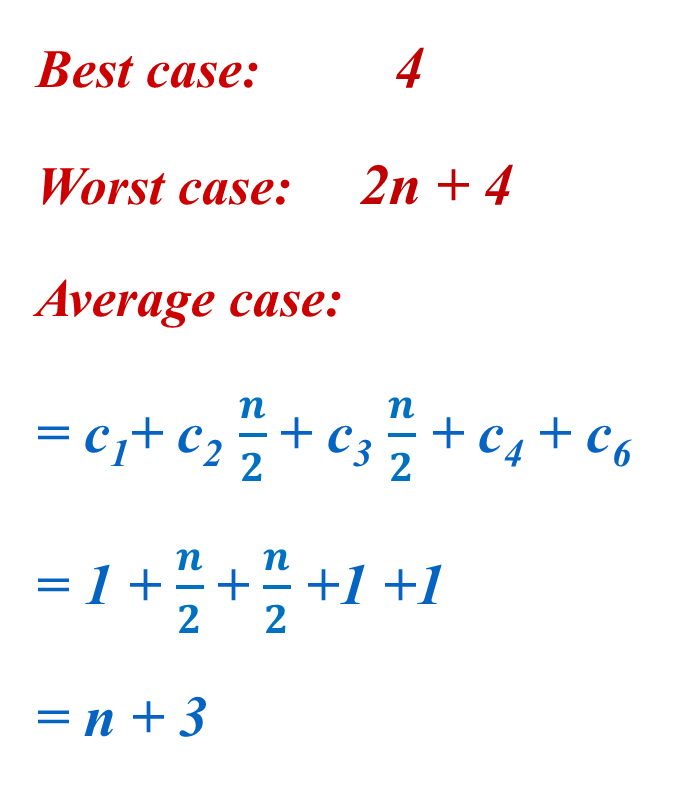 Best case: 4
Worst case: 2n + 4
Average case:
= c₁+ c₂ n/2 + c₃ n/2 + c₄ + c₆
= 1 + n/2 + n/2 +1 +1
= n + 3